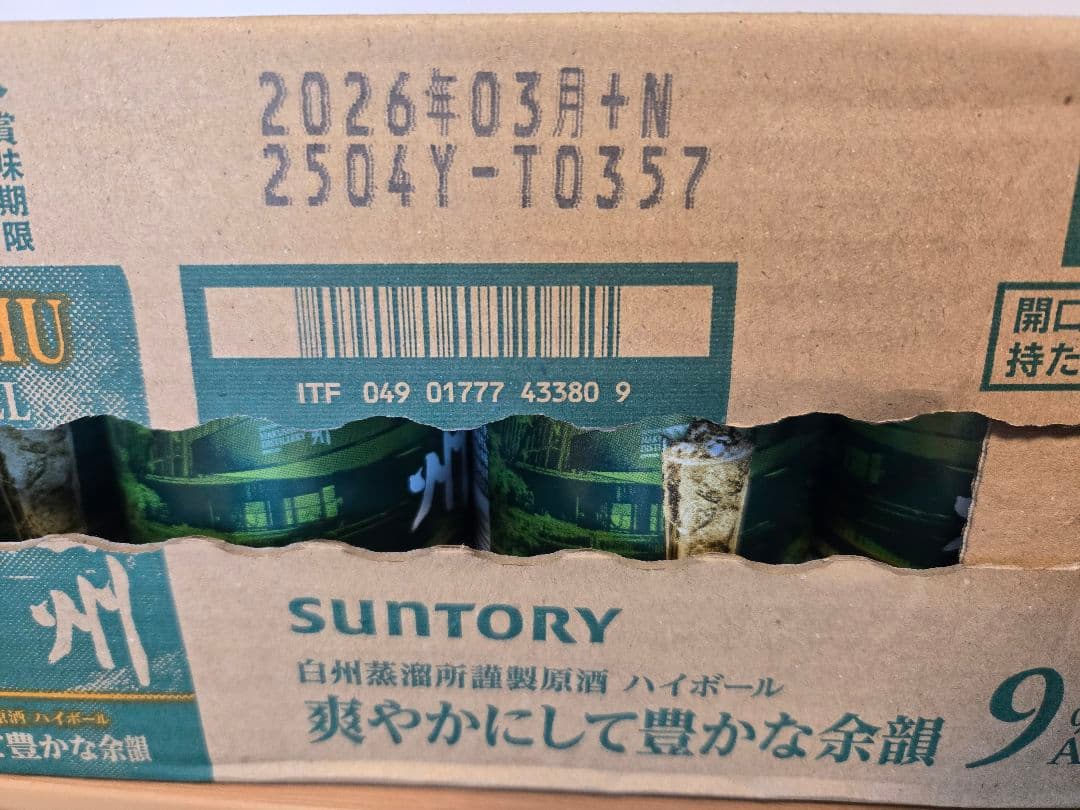 2026年03月+N
2504Y-T0357
賞味期限
HU
ITF 049 01777 43380 9
開口
持た
州
州
州
SUNTORY
白州蒸溜所謹製原酒 ハイボール
爽やかにして豊かな余韻
9%
原酒 ハイボール
て豊かな余韻